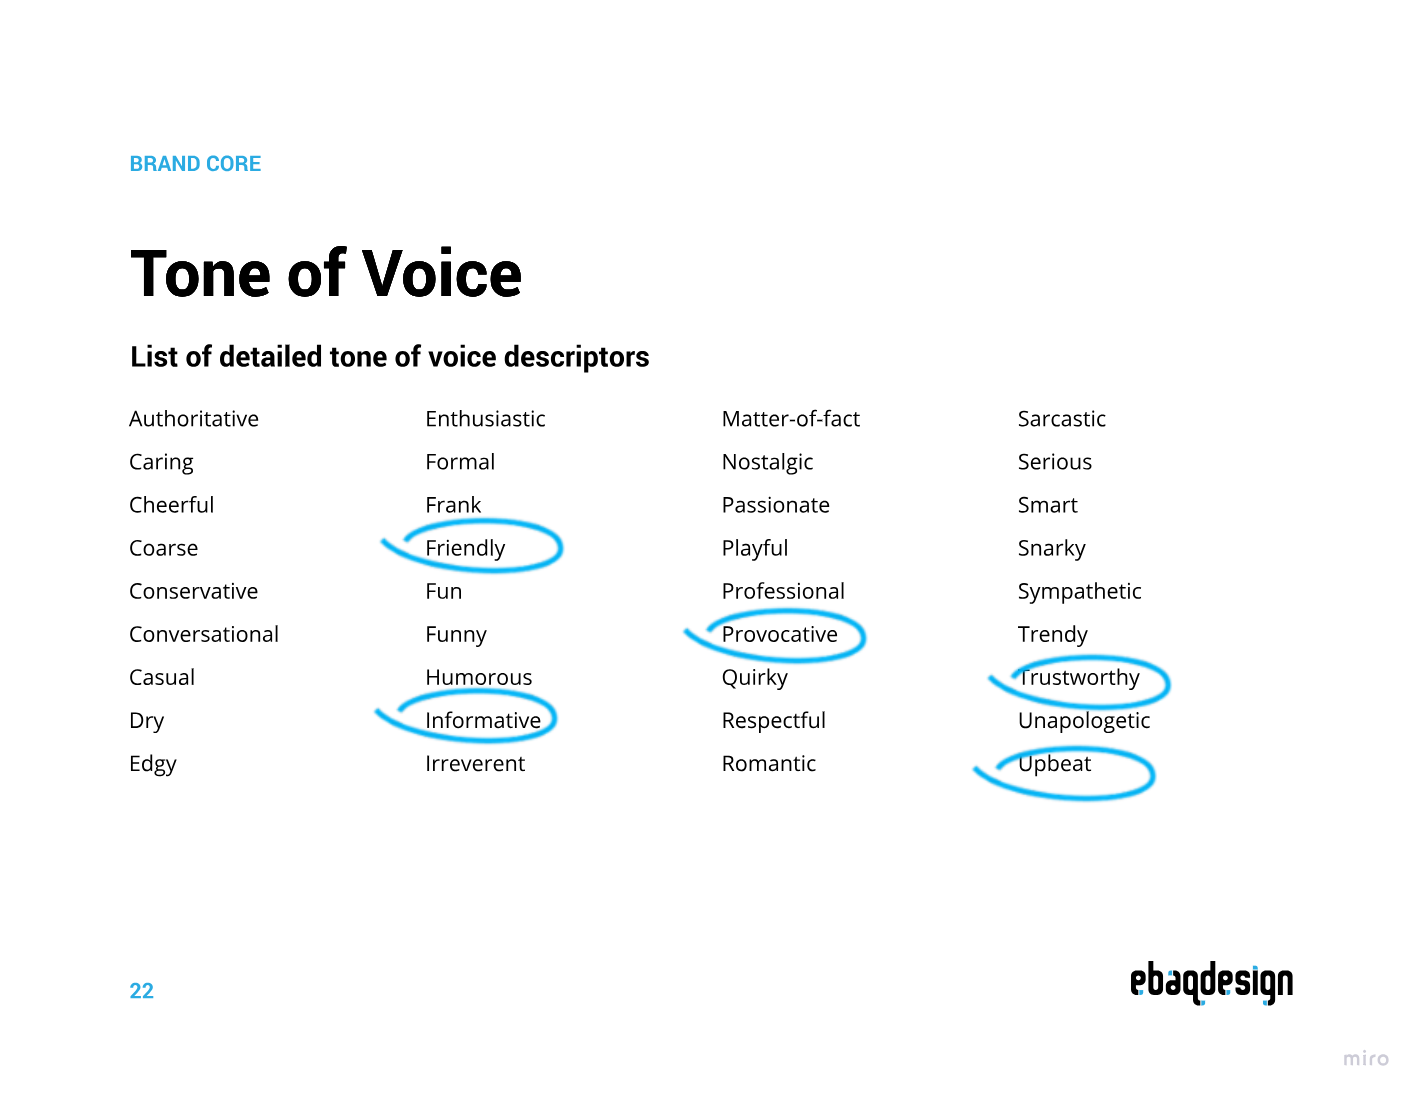 BRAND CORE
Tone of Voice
List of detailed tone of voice descriptors
Authoritative
Caring
Cheerful
Coarse
Conservative
Conversational
Casual
Dry
Edgy
Enthusiastic
Formal
Frank
Friendly
Fun
Funny
Humorous
Informative
Irreverent
Matter-of-fact
Nostalgic
Passionate
Playful
Professional
Provocative
Quirky
Respectful
Romantic
Sarcastic
Serious
Smart
Snarky
Sympathetic
Trendy
Trustworthy
Unapologetic
Upbeat
22
ebaqdesign
miro